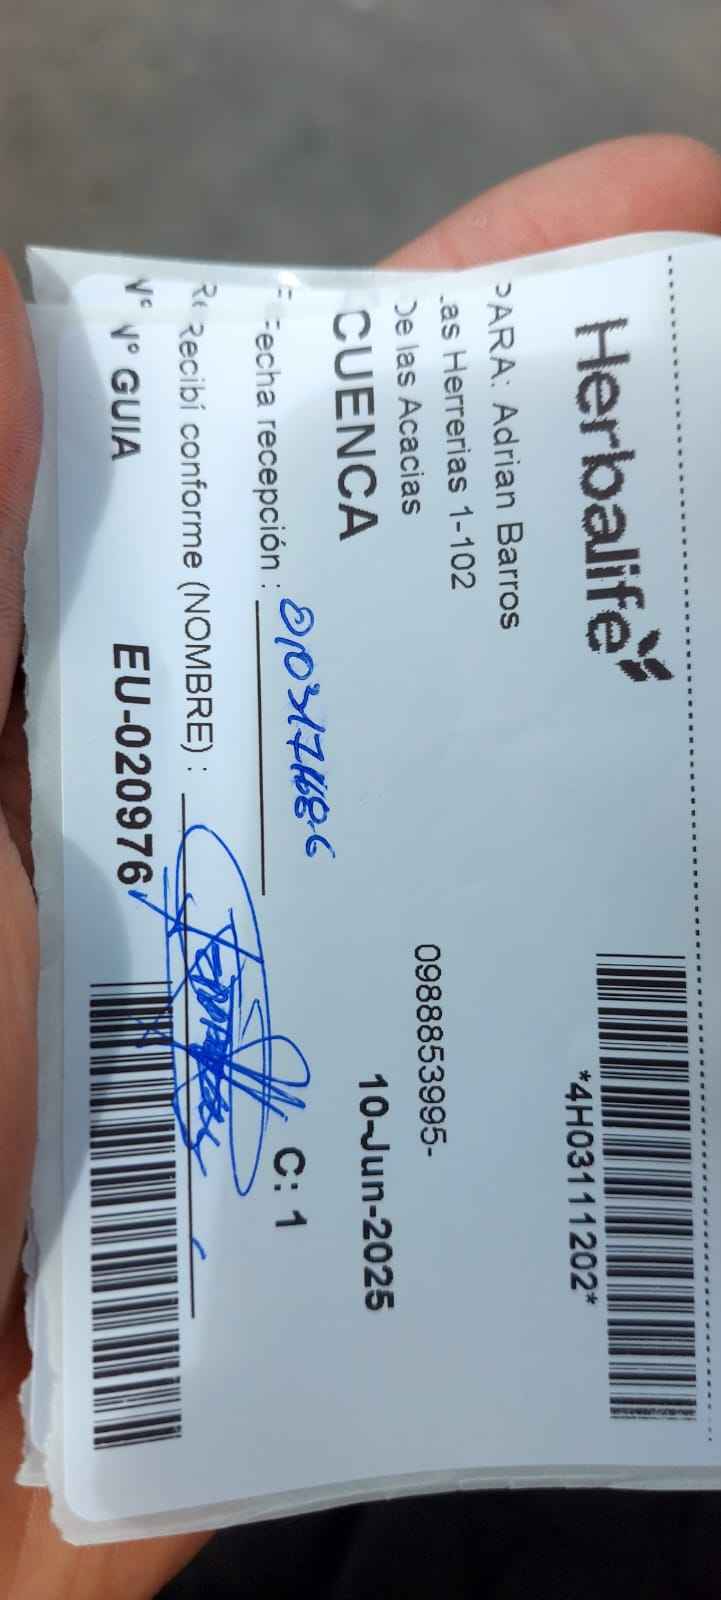 Herbalife
*4H03111202*
PARA: Adrian Barros
Las Herrerias 1-102
0988853995-
De las Acacias
CUENCA
10-Jun-2025
Fecha recepción :
C: 1
Recibí conforme (NOMBRE) :
Nº GUIA
EU-020976